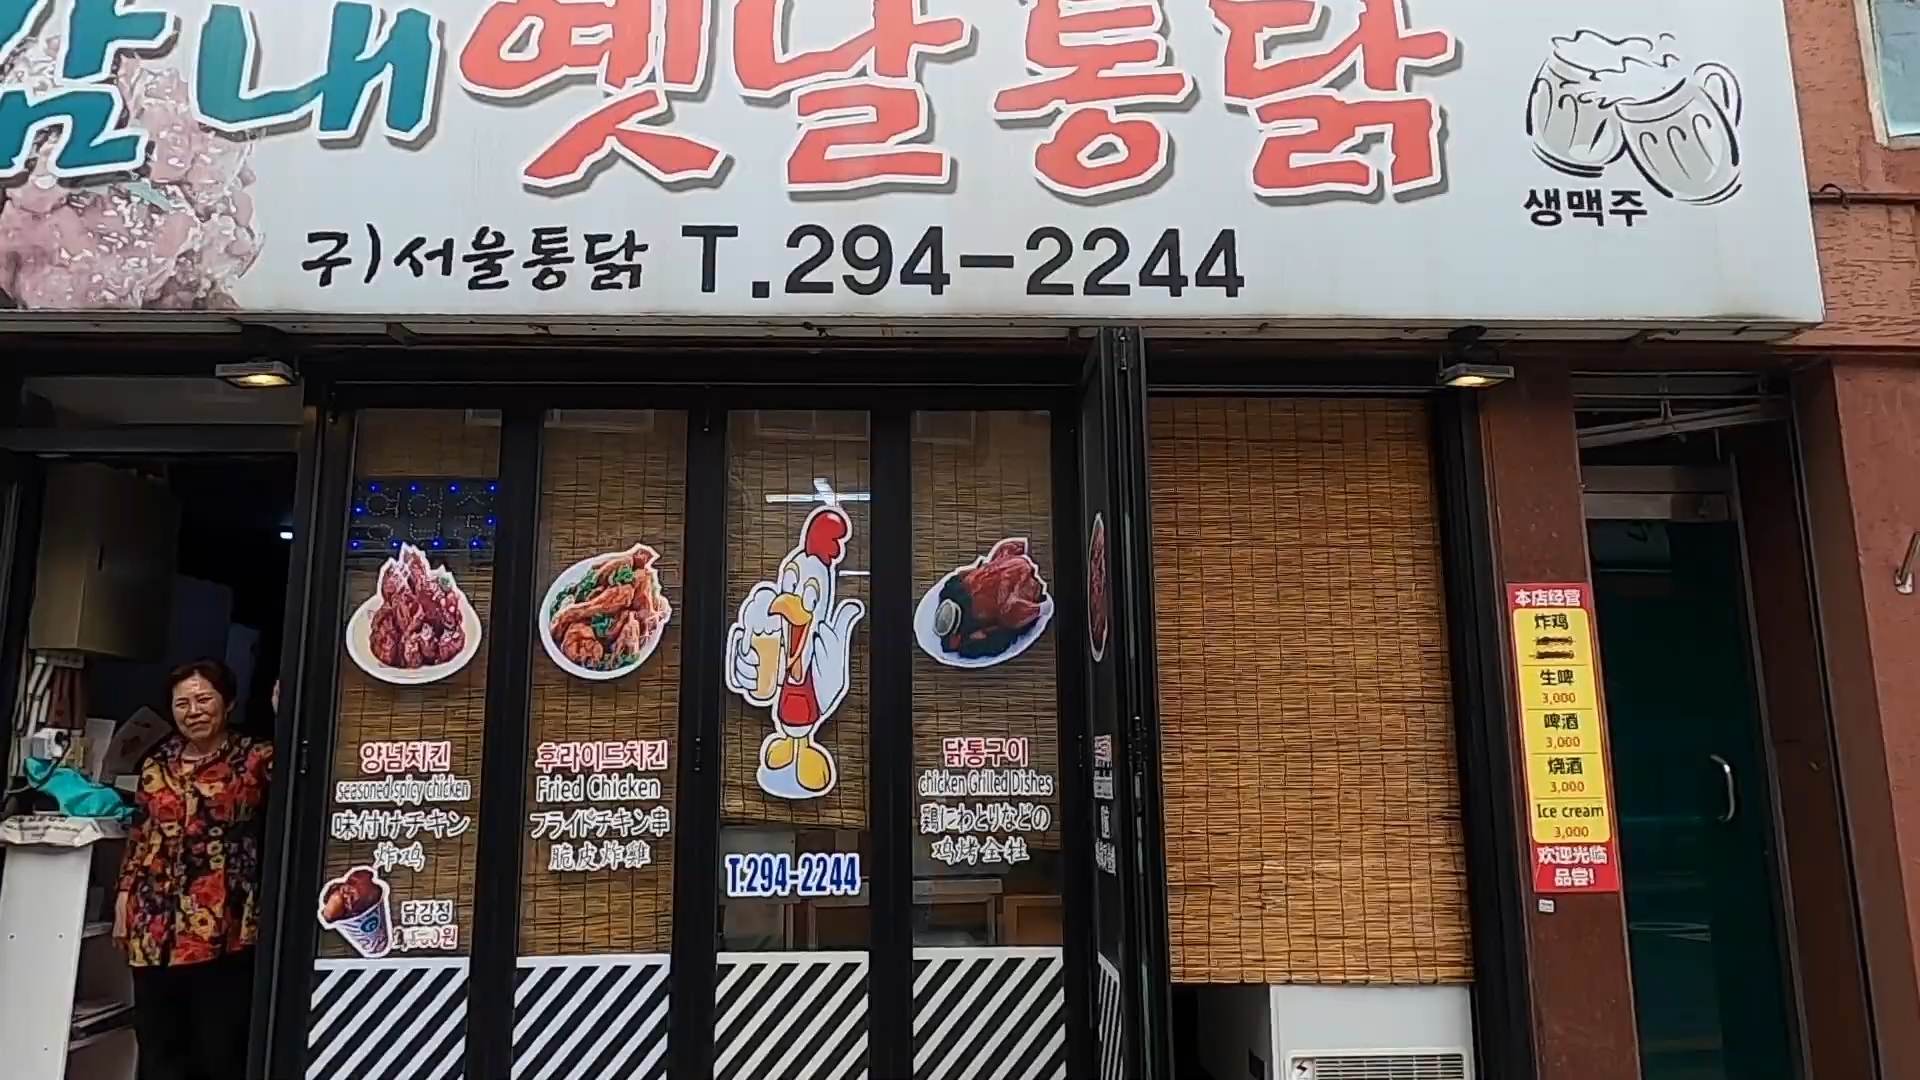 감내옛날통닭
생맥주
구)서울통닭 T.294-2244
양념치킨
seasoned spicy chicken
味付けチキン
炸鸡
닭강정
후라이드치킨
Fried Chicken
フライドチキン串
脆皮炸雞
T.294-2244
닭통구이
chicken Grilled Dishes
鶏にわとりなどの
鸡烤全柱
本店经营
炸鸡
生啤
3,000
啤酒
3,000
烧酒
3,000
Ice cream
3,000
欢迎光临
品尝!